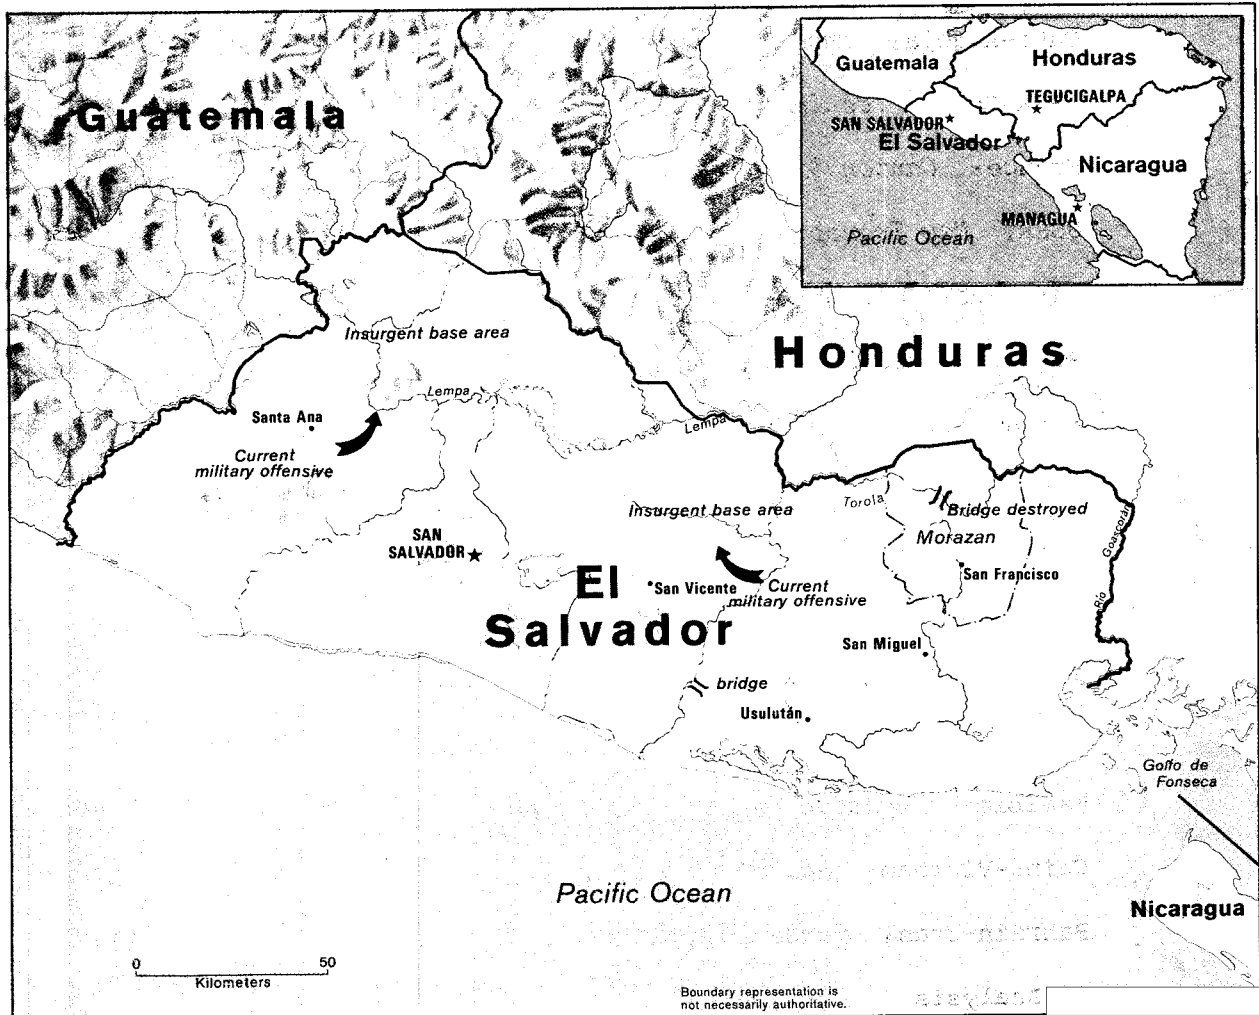 Guatemala
Honduras
El
Salvador
Nicaragua
Pacific Ocean
Guatemala
Honduras
TEGUCIGALPA
SAN SALVADOR
El Salvador
Nicaragua
MANAGUA
Pacific Ocean
Insurgent base area
Lempa
Santa Ana
Current
military offensive
Lempa
Insurgent base area
Torola
Bridge destroyed
Morazan
Goascorán
Río
SAN
SALVADOR
San Vicente
Current
military offensive
San Francisco
San Miguel
bridge
Usulután
Golfo de
Fonseca
0 50
Kilometers
Boundary representation is
not necessarily authoritative.